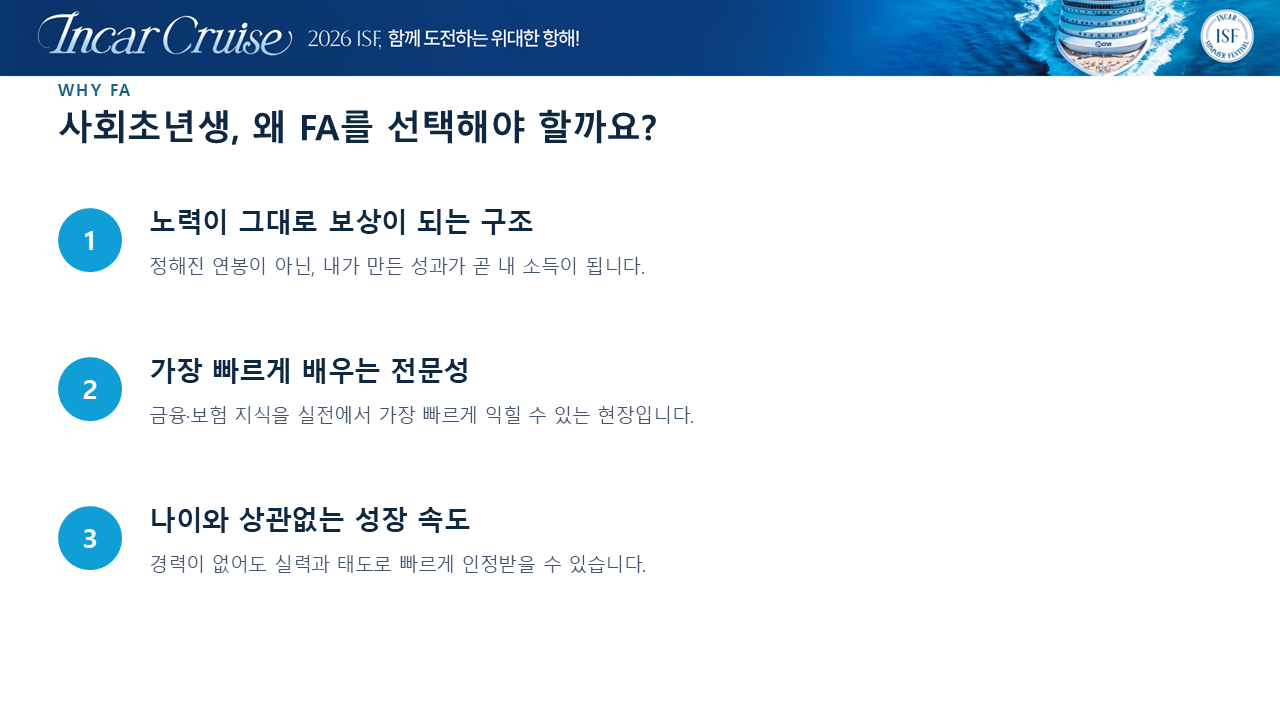 Incar Cruise 2026 ISF, 함께 도전하는 위대한 항해!
INCAR
ISF
SUMMER FESTIVAL
WHY FA
사회초년생, 왜 FA를 선택해야 할까요?
1
노력이 그대로 보상이 되는 구조
정해진 연봉이 아닌, 내가 만든 성과가 곧 내 소득이 됩니다.
2
가장 빠르게 배우는 전문성
금융·보험 지식을 실전에서 가장 빠르게 익힐 수 있는 현장입니다.
3
나이와 상관없는 성장 속도
경력이 없어도 실력과 태도로 빠르게 인정받을 수 있습니다.